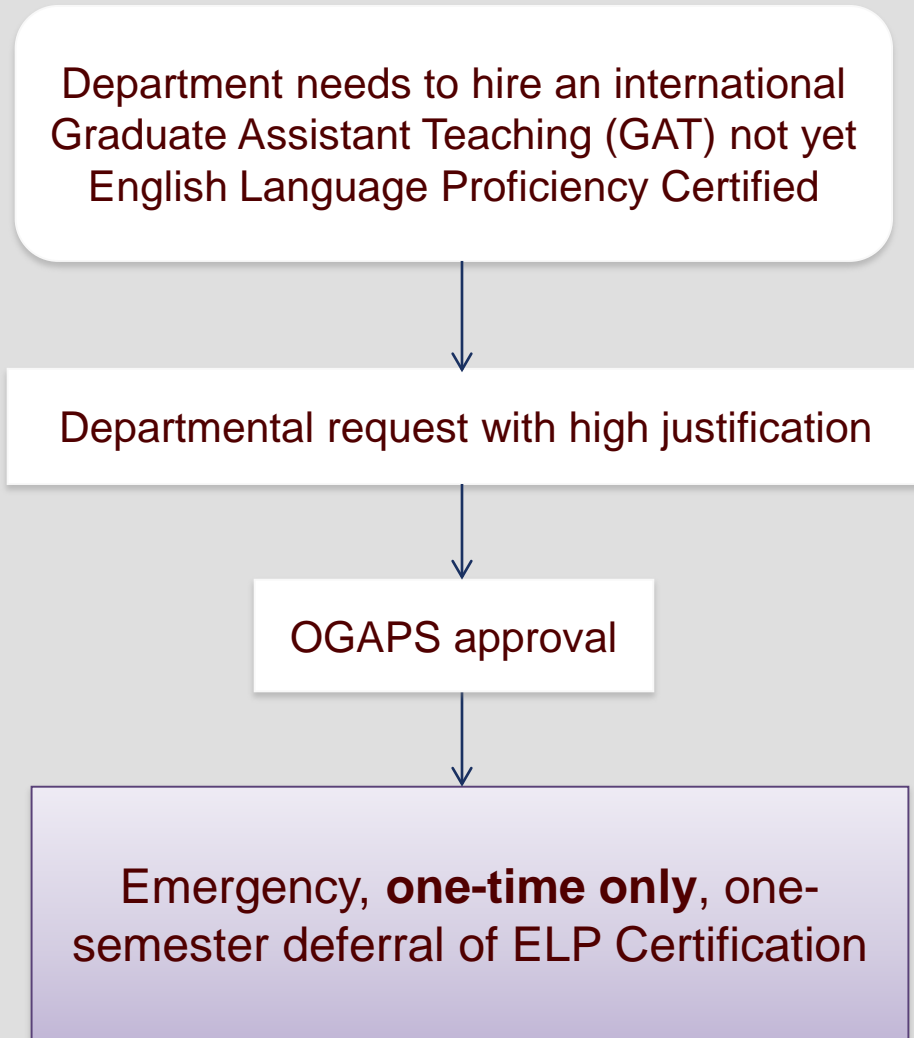 Department needs to hire an international
Graduate Assistant Teaching (GAT) not yet
English Language Proficiency Certified
Departmental request with high justification
OGAPS approval
Emergency, one-time only, one-
semester deferral of ELP Certification